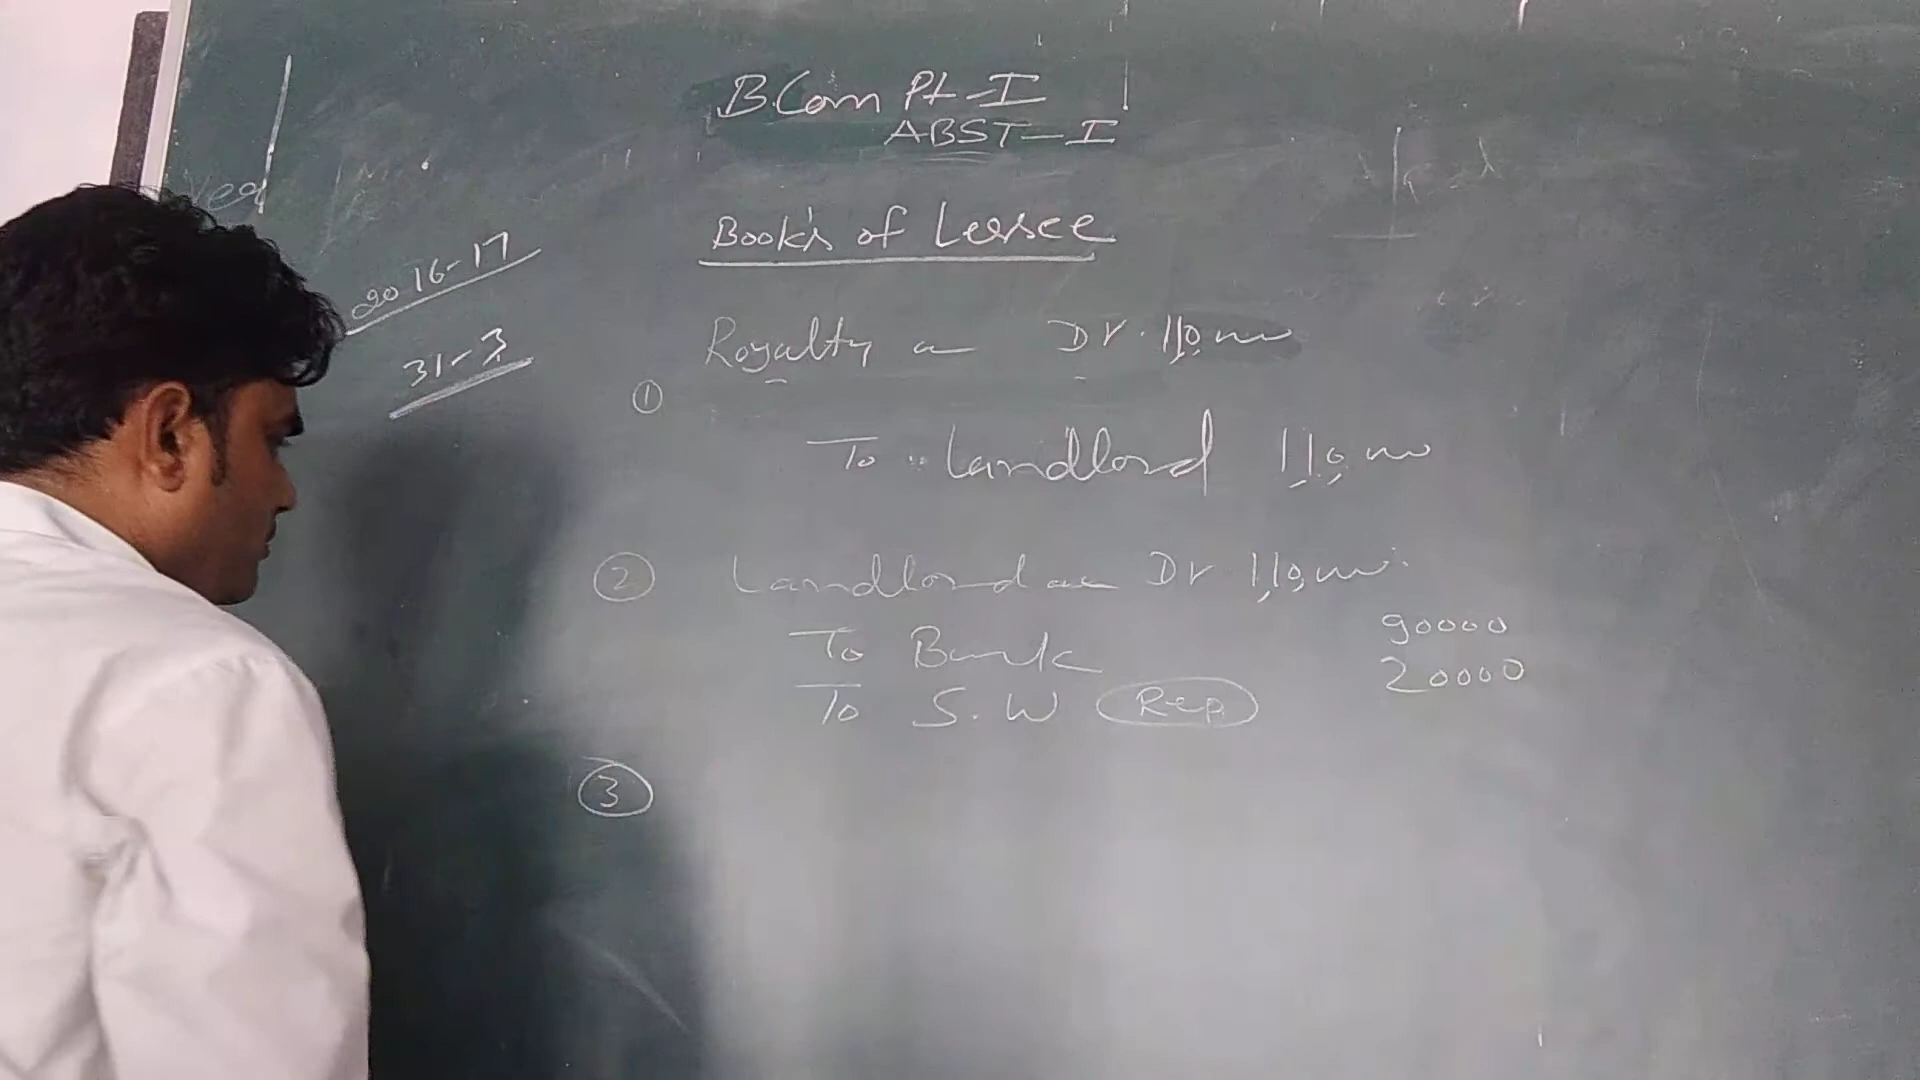 B.Com Pt-I
ABST-I
Book's of Lessee
2016-17
31-3
Royalty a/c Dr. 1,10,000
①
To Landlord 1,10,000
② Landlord a/c Dr 1,10,000
To Bank 90000
To S.W Rep. 20000
③